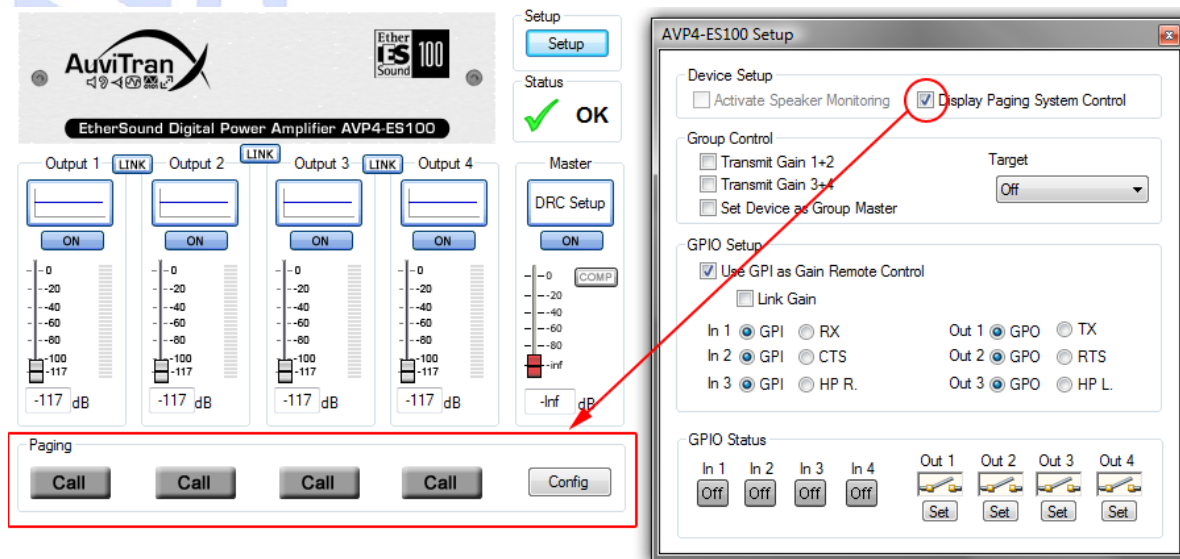 AuviTran
Ether
ES 100
Sound
EtherSound Digital Power Amplifier AVP4-ES100
Setup
Setup
Status
OK
Output 1 LINK Output 2 LINK Output 3 LINK Output 4
ON ON ON ON
0 0 0 0
-20 -20 -20 -20
-40 -40 -40 -40
-60 -60 -60 -60
-80 -80 -80 -80
-100 -100 -100 -100
-117 -117 -117 -117
-117 dB -117 dB -117 dB -117 dB
Master
DRC Setup
ON
0 COMP
-20
-40
-60
-80
-inf
-Inf dB
Paging
Call Call Call Call Config
AVP4-ES100 Setup
Device Setup
Activate Speaker Monitoring Display Paging System Control
Group Control
Transmit Gain 1+2 Target
Transmit Gain 3+4 Off
Set Device as Group Master
GPIO Setup
Use GPI as Gain Remote Control
Link Gain
In 1 GPI RX Out 1 GPO TX
In 2 GPI CTS Out 2 GPO RTS
In 3 GPI HP R. Out 3 GPO HP L.
GPIO Status
In 1 In 2 In 3 In 4 Out 1 Out 2 Out 3 Out 4
Off Off Off Off
Set Set Set Set